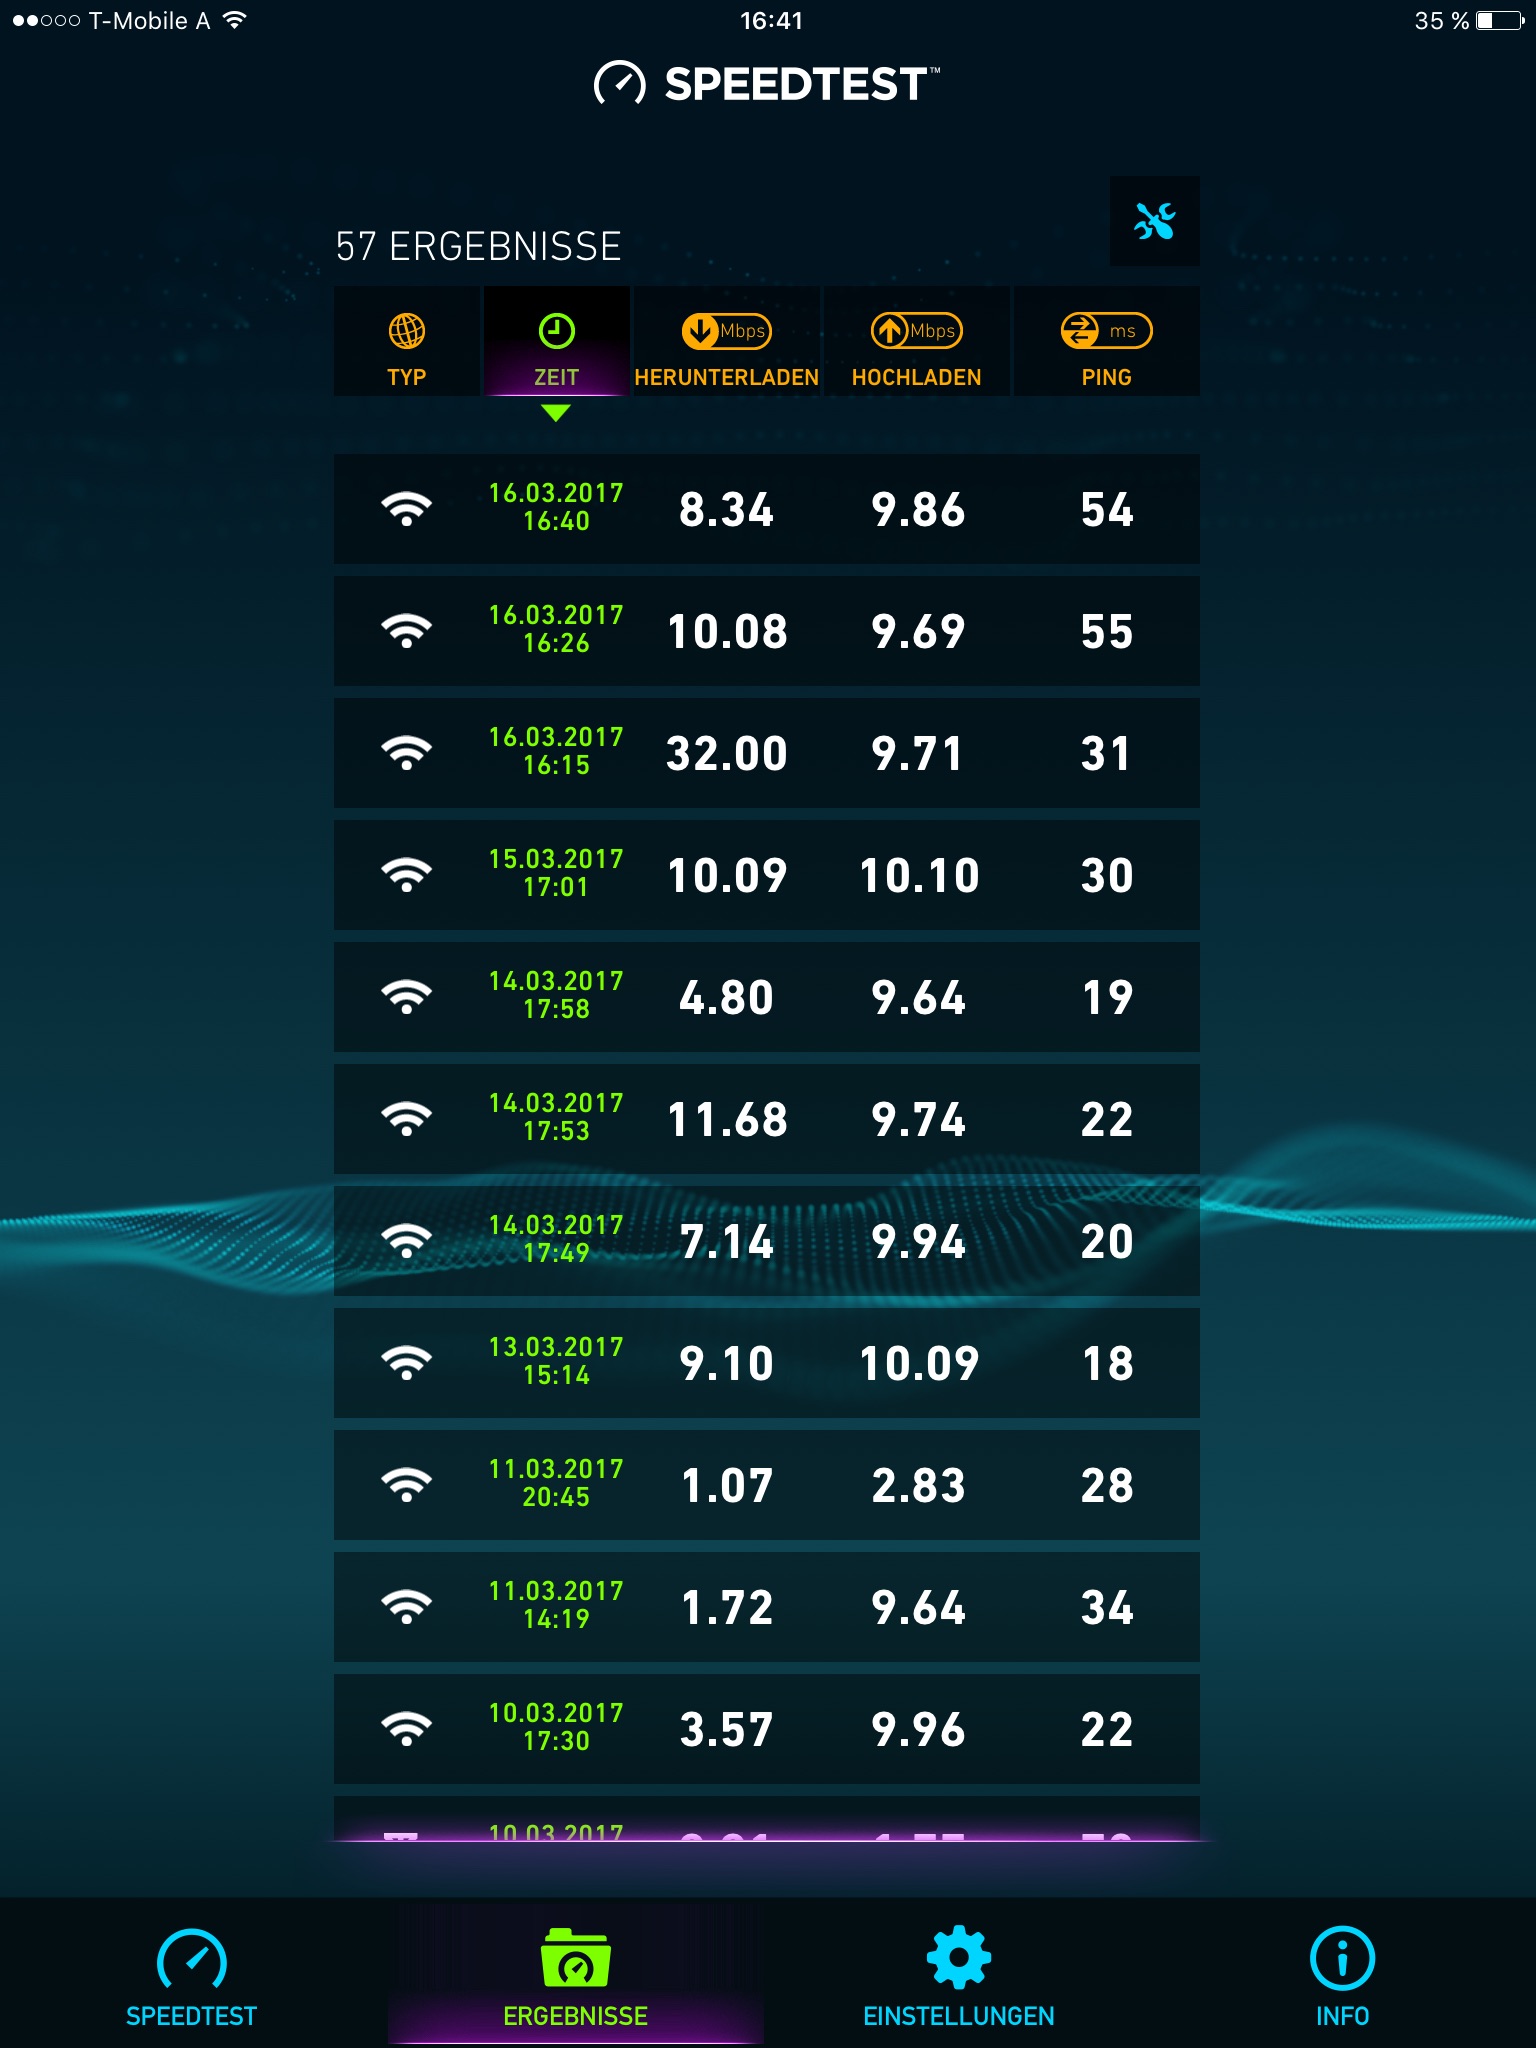 T-Mobile A 16:41 35 %
SPEEDTEST™
57 ERGEBNISSE
Mbps Mbps ms
TYP ZEIT HERUNTERLADEN HOCHLADEN PING
16.03.2017
16:40 8.34 9.86 54
16.03.2017
16:26 10.08 9.69 55
16.03.2017
16:15 32.00 9.71 31
15.03.2017
17:01 10.09 10.10 30
14.03.2017
17:58 4.80 9.64 19
14.03.2017
17:53 11.68 9.74 22
14.03.2017
17:49 7.14 9.94 20
13.03.2017
15:14 9.10 10.09 18
11.03.2017
20:45 1.07 2.83 28
11.03.2017
14:19 1.72 9.64 34
10.03.2017
17:30 3.57 9.96 22
10.03.2017
SPEEDTEST ERGEBNISSE EINSTELLUNGEN INFO